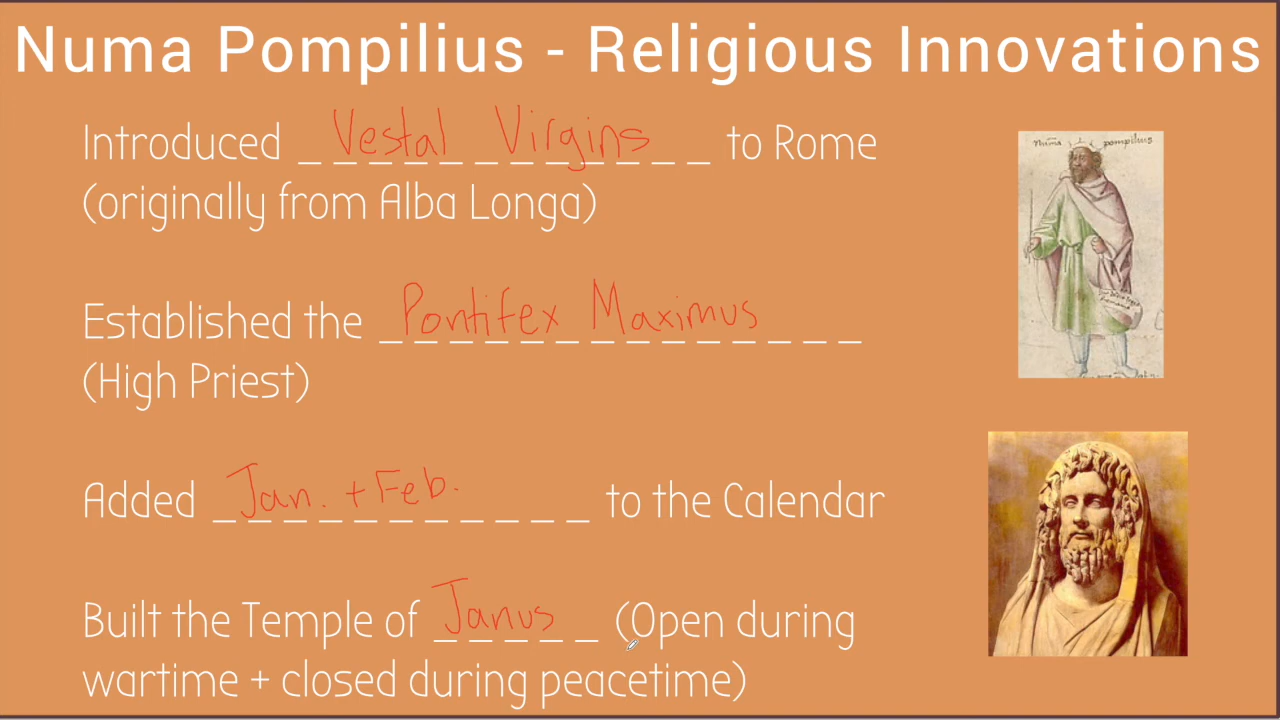 Numa Pompilius - Religious Innovations
Introduced Vestal Virgins to Rome
(originally from Alba Longa)
Numa pompilius
Established the Pontifex Maximus
(High Priest)
Added Jan. + Feb. to the Calendar
Built the Temple of Janus (Open during
wartime + closed during peacetime)